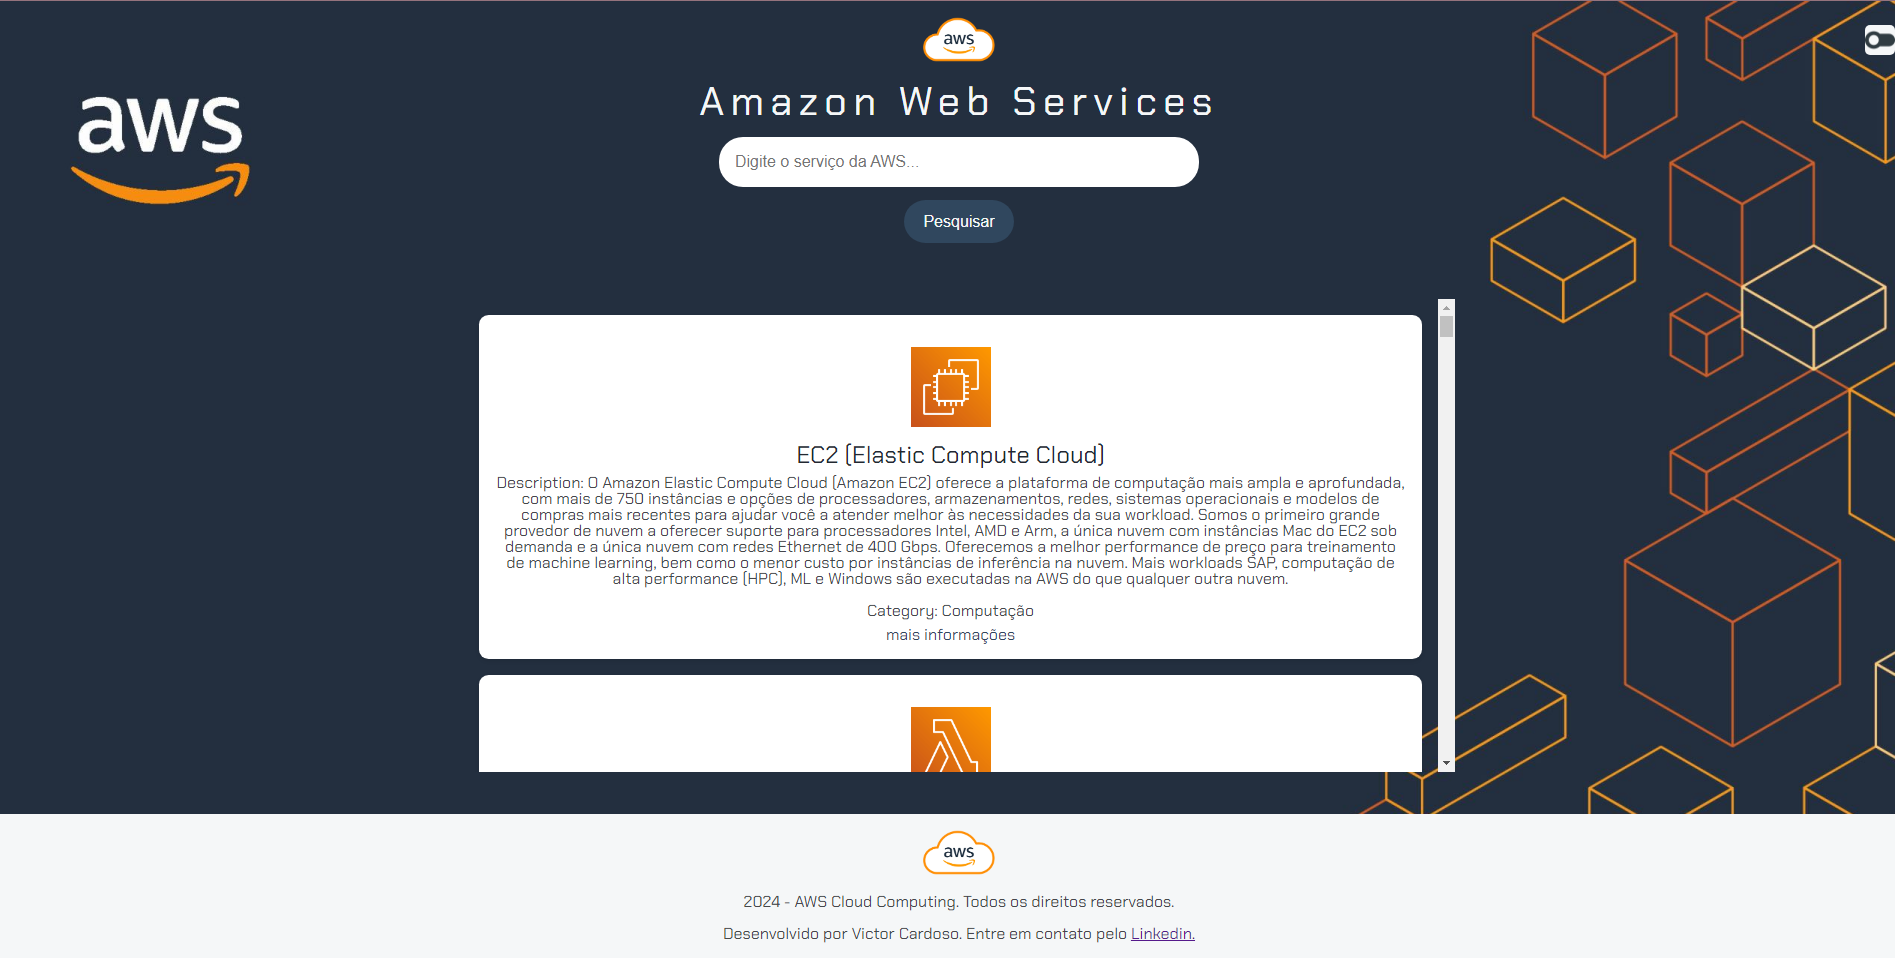 aws
Amazon Web Services
aws
Digite o serviço da AWS...
Pesquisar
EC2 (Elastic Compute Cloud)
Description: O Amazon Elastic Compute Cloud (Amazon EC2) oferece a plataforma de computação mais ampla e aprofundada,
com mais de 750 instâncias e opções de processadores, armazenamentos, redes, sistemas operacionais e modelos de
compras mais recentes para ajudar você a atender melhor às necessidades da sua workload. Somos o primeiro grande
provedor de nuvem a oferecer suporte para processadores Intel, AMD e Arm, a única nuvem com instâncias Mac do EC2 sob
demanda e a única nuvem com redes Ethernet de 400 Gbps. Oferecemos a melhor performance de preço para treinamento
de machine learning, bem como o menor custo por instâncias de inferência na nuvem. Mais workloads SAP, computação de
alta performance (HPC), ML e Windows são executadas na AWS do que qualquer outra nuvem.
Category: Computação
mais informações
aws
2024 - AWS Cloud Computing. Todos os direitos reservados.
Desenvolvido por Victor Cardoso. Entre em contato pelo Linkedin.